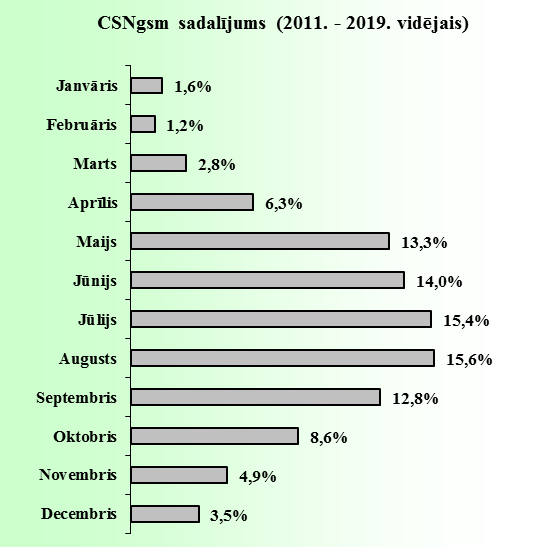 CSNgsm sadalījums (2011. - 2019. vidējais)
Janvāris 1,6%
Februāris 1,2%
Marts 2,8%
Aprīlis 6,3%
Maijs 13,3%
Jūnijs 14,0%
Jūlijs 15,4%
Augusts 15,6%
Septembris 12,8%
Oktobris 8,6%
Novembris 4,9%
Decembris 3,5%